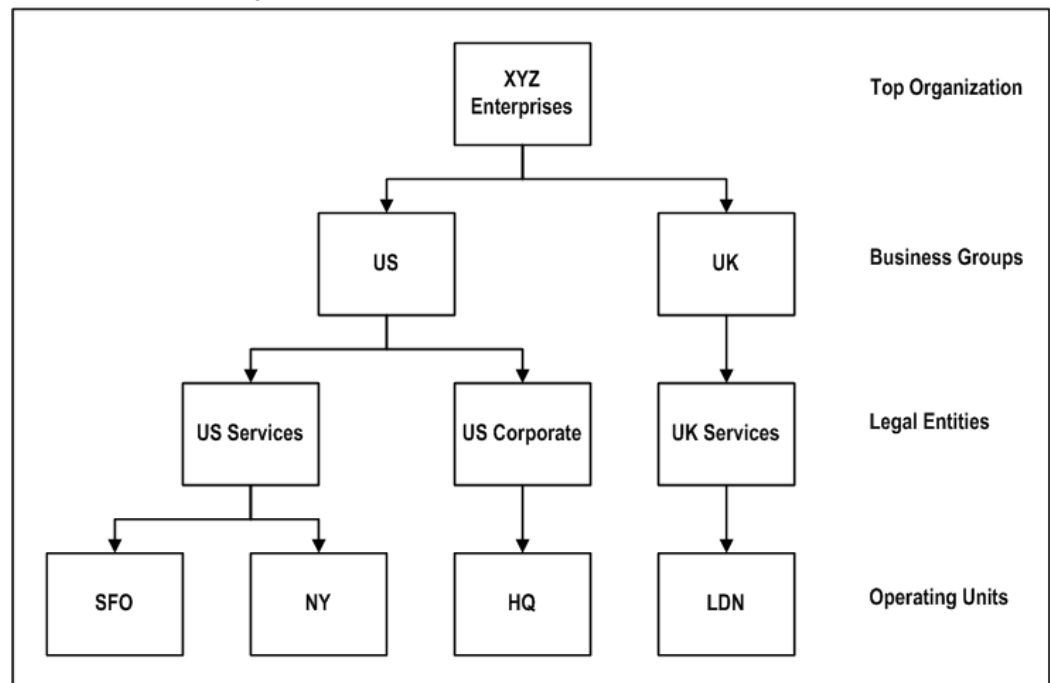 XYZ
Enterprises
Top Organization
US
UK
Business Groups
US Services
US Corporate
UK Services
Legal Entities
SFO
NY
HQ
LDN
Operating Units